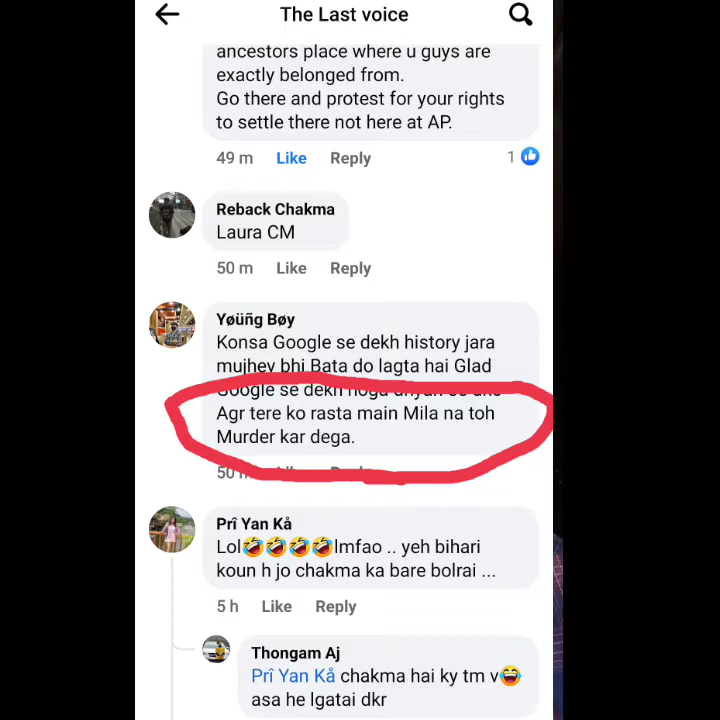 The Last voice
ancestors place where u guys are
exactly belonged from.
Go there and protest for your rights
to settle there not here at AP.
49 m Like Reply 1
Reback Chakma
Laura CM
50 m Like Reply
Yøüñg Bøy
Konsa Google se dekh history jara
mujhey bhi Bata do lagta hai Glad
Google se dekh hoga
Agr tere ko rasta main Mila na toh
Murder kar dega.
50 m
Prî Yan Kå
Lol🤣🤣🤣🤣lmfao .. yeh bihari
koun h jo chakma ka bare bolrai ...
5 h Like Reply
Thongam Aj
Prî Yan Kå chakma hai ky tm v😂
asa he lgatai dkr